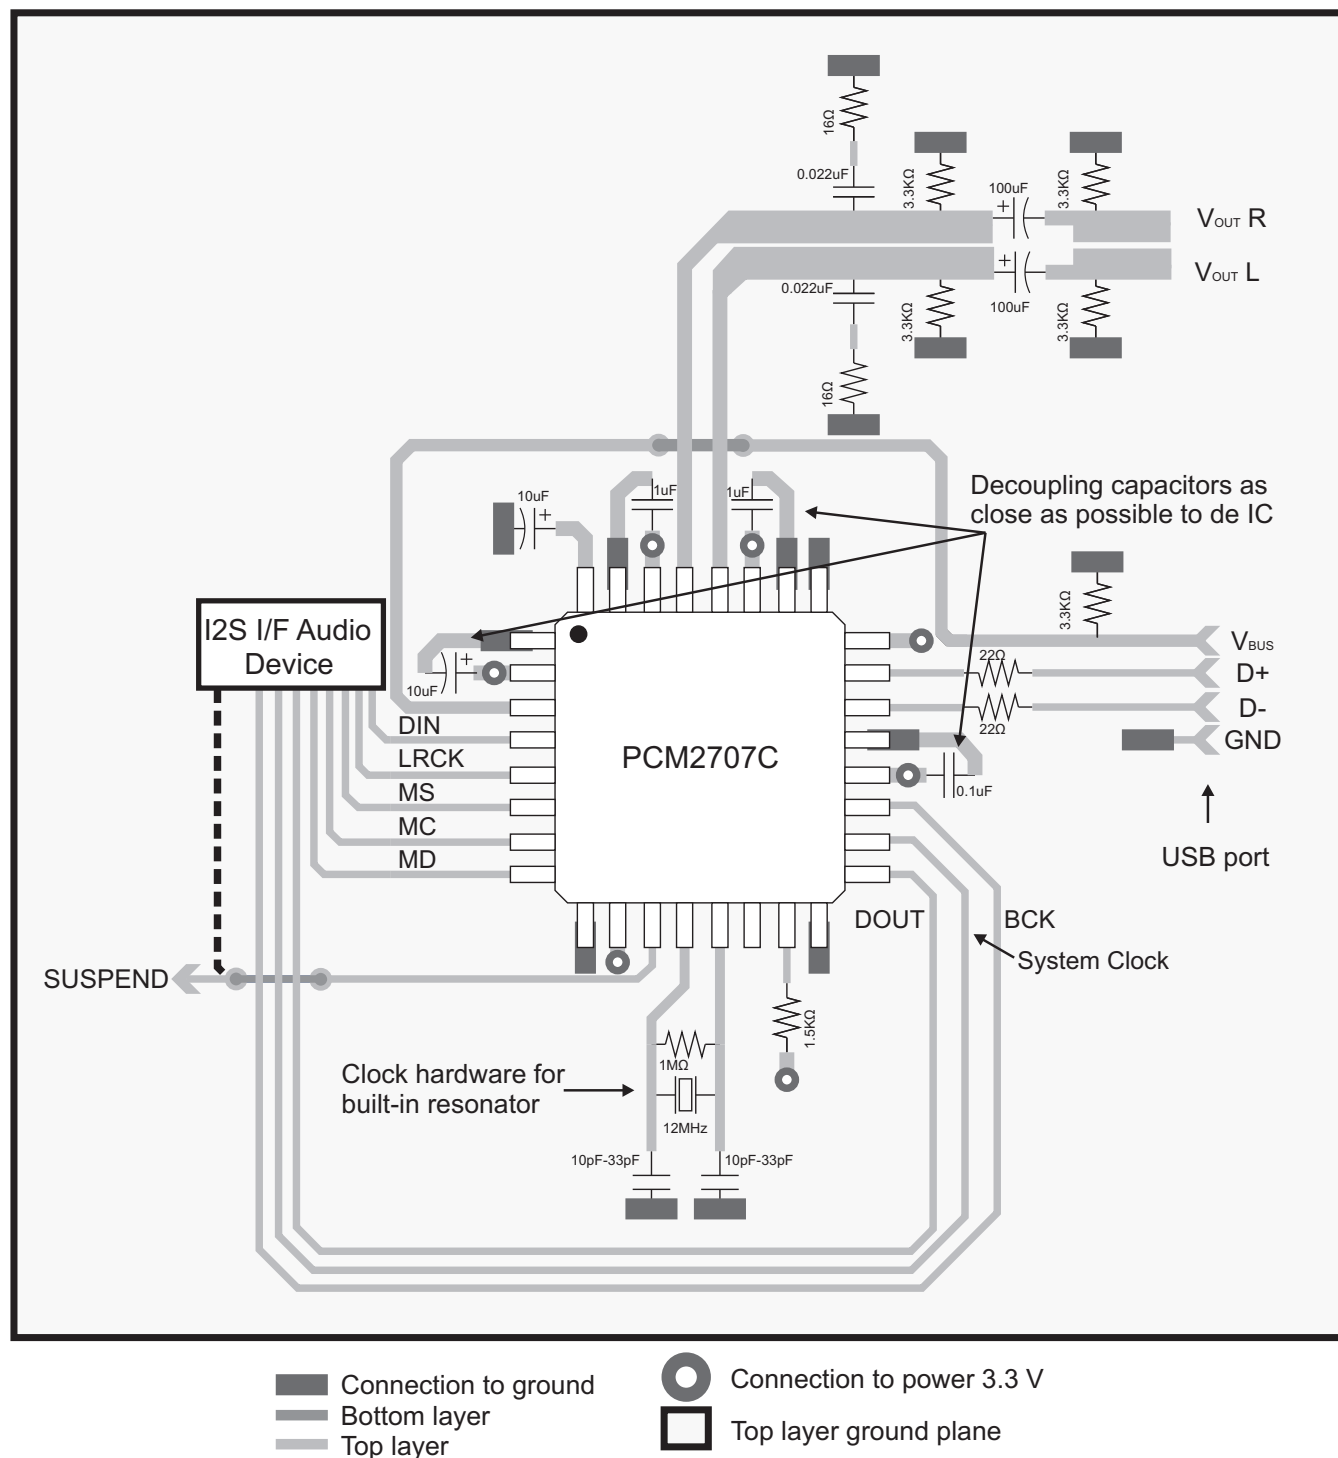 16Ω
0.022uF
3.3KΩ
100uF
3.3KΩ
VOUT R
VOUT L
0.022uF
3.3KΩ
100uF
3.3KΩ
16Ω
10uF
1uF
1uF
Decoupling capacitors as
close as possible to de IC
3.3KΩ
I2S I/F Audio
Device
10uF
VBUS
22Ω
D+
D-
22Ω
GND
DIN
LRCK
MS
MC
MD
PCM2707C
0.1uF
USB port
DOUT
BCK
System Clock
SUSPEND
1.5KΩ
1MΩ
Clock hardware for
built-in resonator
12MHz
10pF-33pF
10pF-33pF
Connection to ground
Bottom layer
Top layer
Connection to power 3.3 V
Top layer ground plane